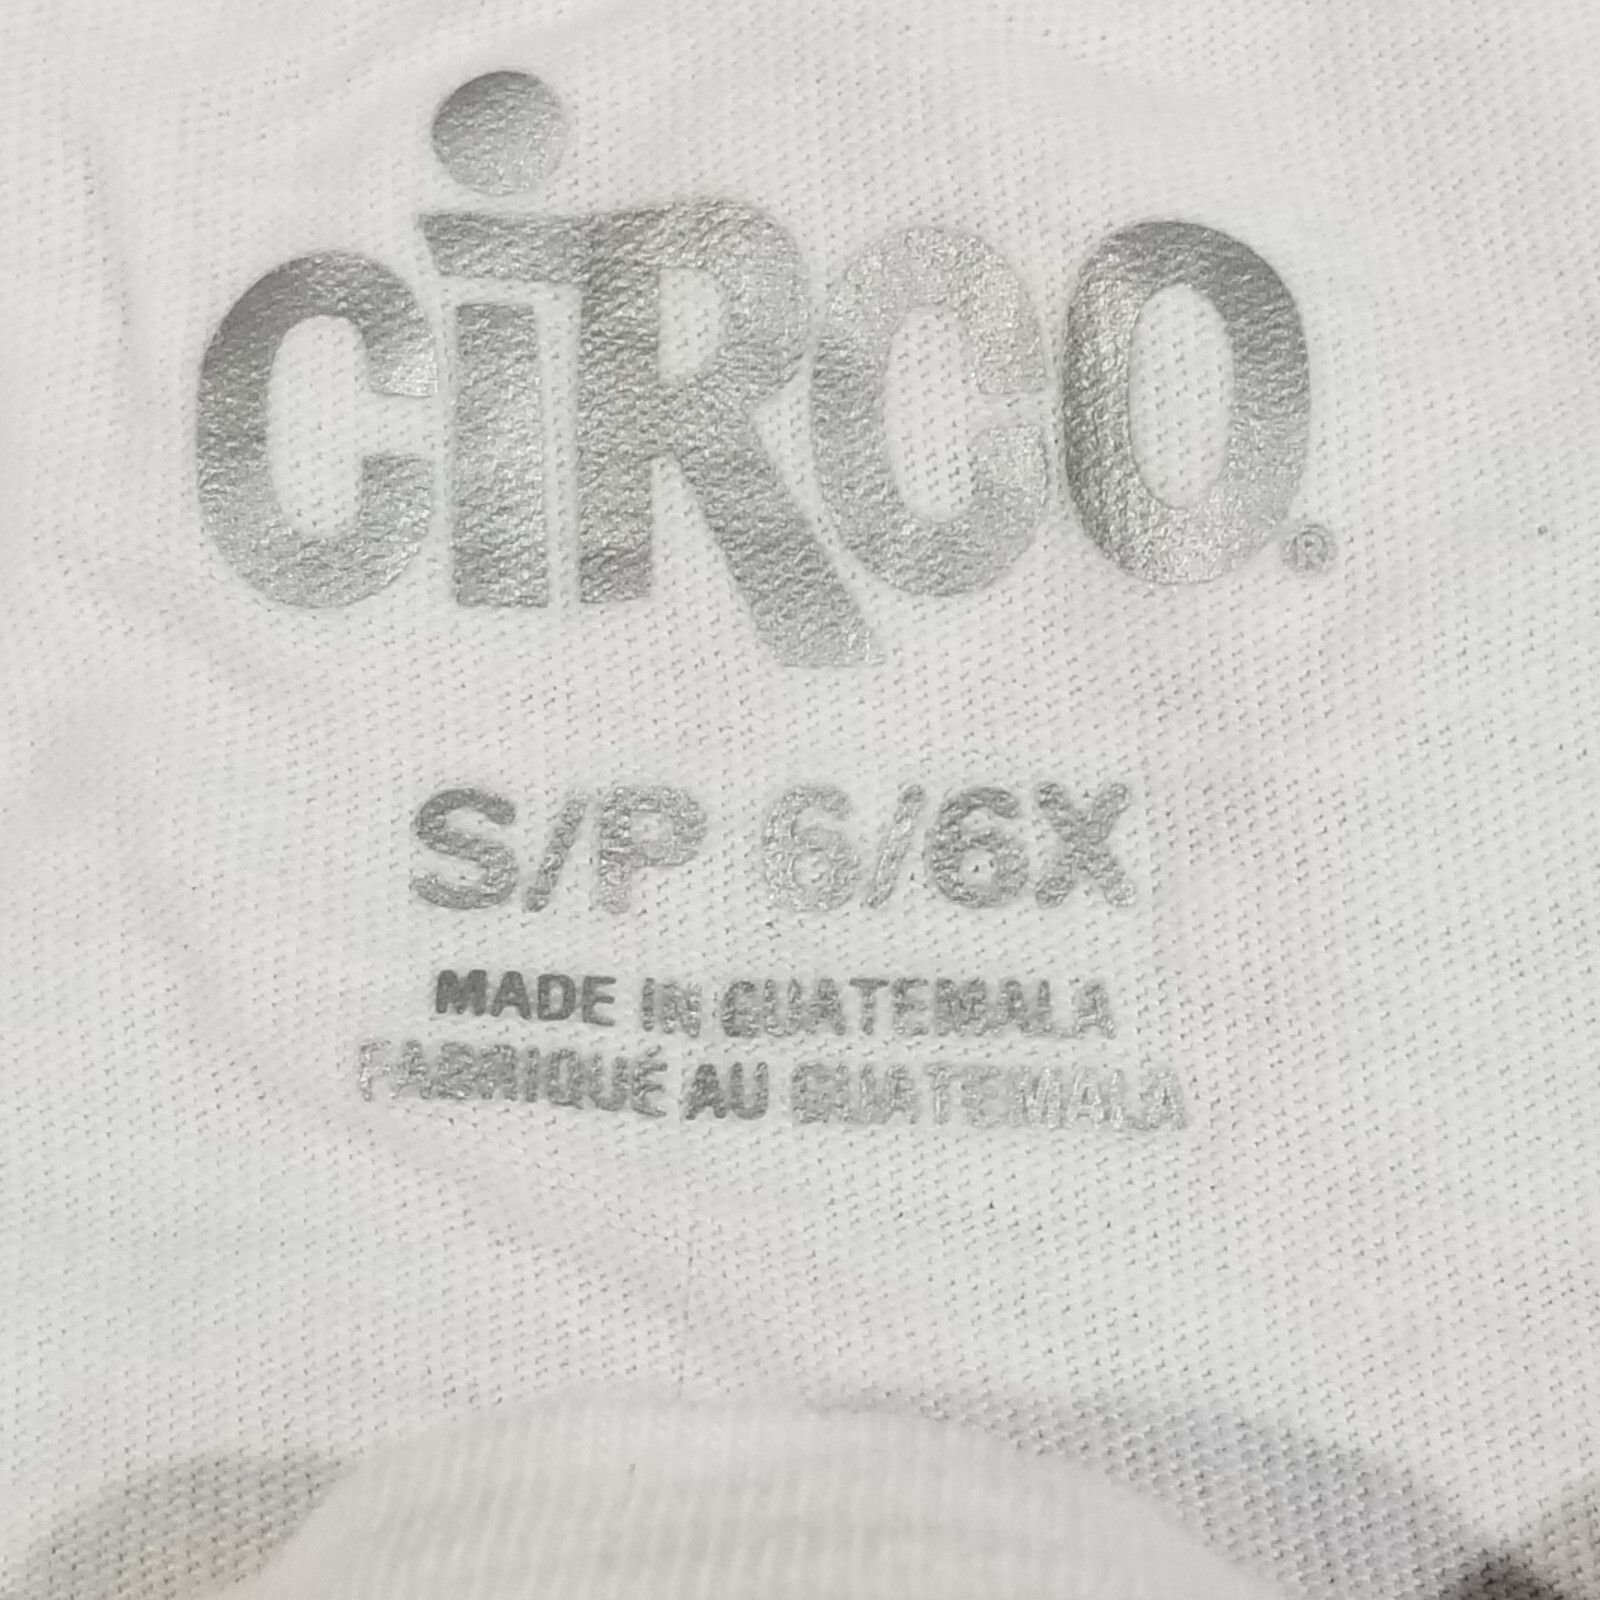 ciRco®
S/P 6/6X
MADE IN GUATEMALA
FABRIQUÉ AU GUATEMALA